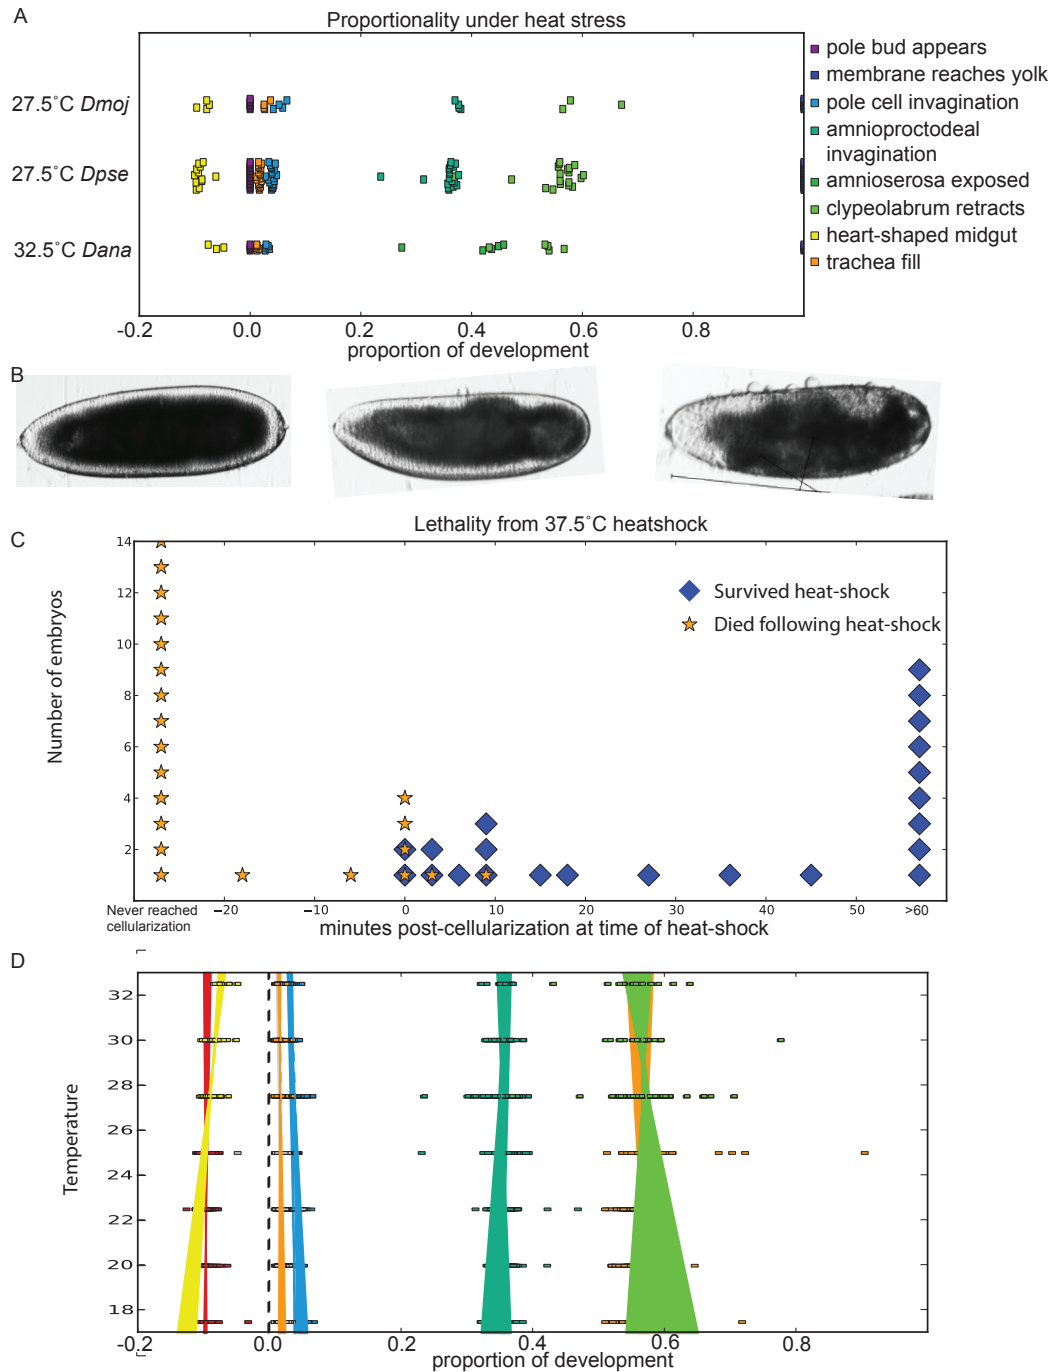 A
Proportionality under heat stress
27.5˚C Dmoj
27.5˚C Dpse
32.5˚C Dana
pole bud appears
membrane reaches yolk
pole cell invagination
amnioproctodeal
invagination
amnioserosa exposed
clypeolabrum retracts
heart-shaped midgut
trachea fill
-0.2 0.0 0.2 0.4 0.6 0.8
proportion of development
B
C
Lethality from 37.5˚C heatshock
Number of embryos
14
12
10
8
6
4
2
Survived heat-shock
Died following heat-shock
Never reached
cellularization
−20 −10 0 10 20 30 40 50 >60
minutes post-cellularization at time of heat-shock
D
Temperature
32
30
28
26
24
22
20
18
-0.2 0.0 0.2 0.4 0.6 0.8
proportion of development